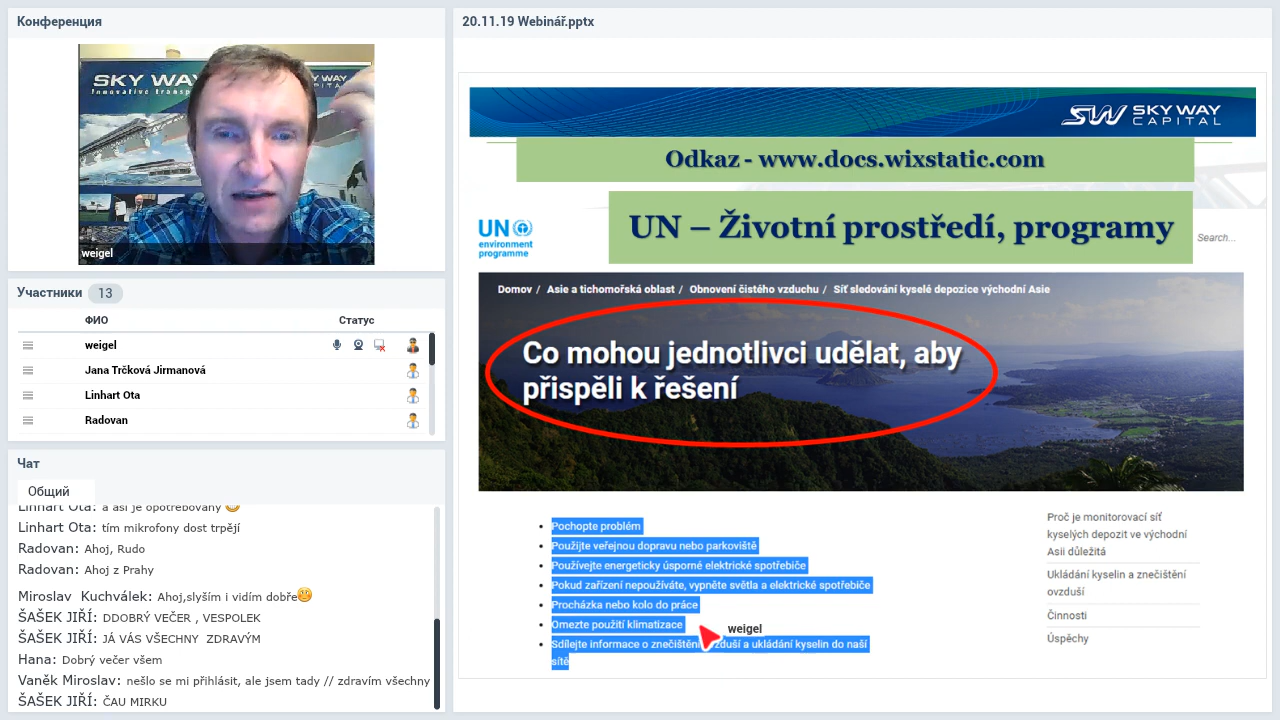 Конференция
SKY WAY
CAPITAL
weigel
Участники 13
ФИО Статус
weigel
Jana Trčková Jirmanová
Linhart Ota
Radovan
Чат
Общий
Linhart Ota: a asi je opotřebovaný
Linhart Ota: tím mikrofony dost trpějí
Radovan: Ahoj, Rudo
Radovan: Ahoj z Prahy
Miroslav kuchválek: Ahoj,slyším i vidím dobře
ŠAŠEK JIŘÍ: DDOBRÝ VEČER , VESPOLEK
ŠAŠEK JIŘÍ: JÁ VÁS VŠECHNY ZDRAVÝM
Hana: Dobrý večer všem
Vaněk Miroslav: nešlo se mi přihlásit, ale jsem tady // zdravím všechny
ŠAŠEK JIŘÍ: ČAU MIRKU
20.11.19 Webinář.pptx
SW SKY WAY
CAPITAL
Odkaz - www.docs.wixstatic.com
UN – Životní prostředí, programy
UN
environment
programme
Search...
Domov / Asie a tichomořská oblast / Obnovení čistého vzduchu / Síť sledování kyselé depozice východní Asie
Co mohou jednotlivci udělat, aby
přispěli k řešení
Pochopte problém
Použijte veřejnou dopravu nebo parkoviště
Používejte energeticky úsporné elektrické spotřebiče
Pokud zařízení nepoužíváte, vypněte světla a elektrické spotřebiče
Procházka nebo kolo do práce
Omezte použití klimatizace
weigel
Sdílejte informace o znečištění ovzduší a ukládání kyselin do naší
sítě
Proč je monitorovací síť
kyselých depozit ve východní
Asii důležitá
Ukládání kyselin a znečištění
ovzduší
Činnosti
Úspěchy